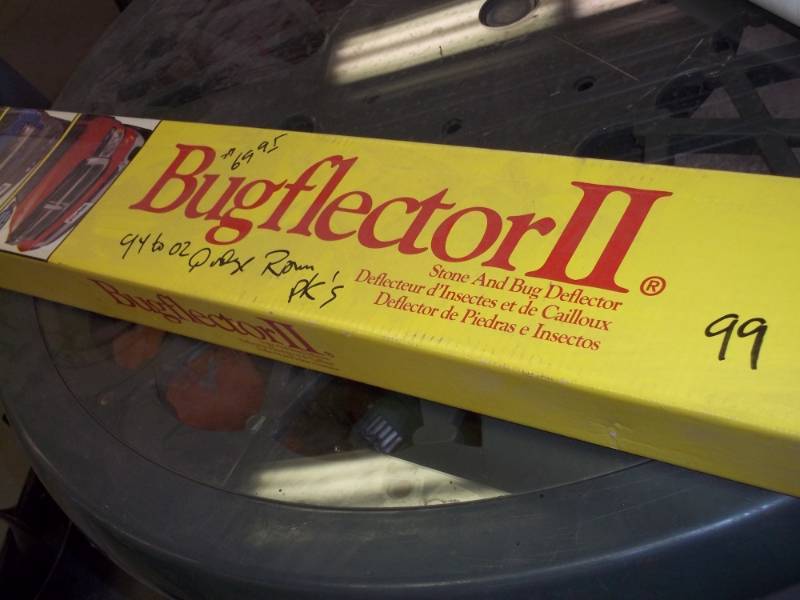 $69.95
Bugflector II®
94 to 02 Dodge Ram
PK's
Stone And Bug Deflector
Deflecteur d'Insectes et de Cailloux
Deflector de Piedras e Insectos
99
Bugflector II®